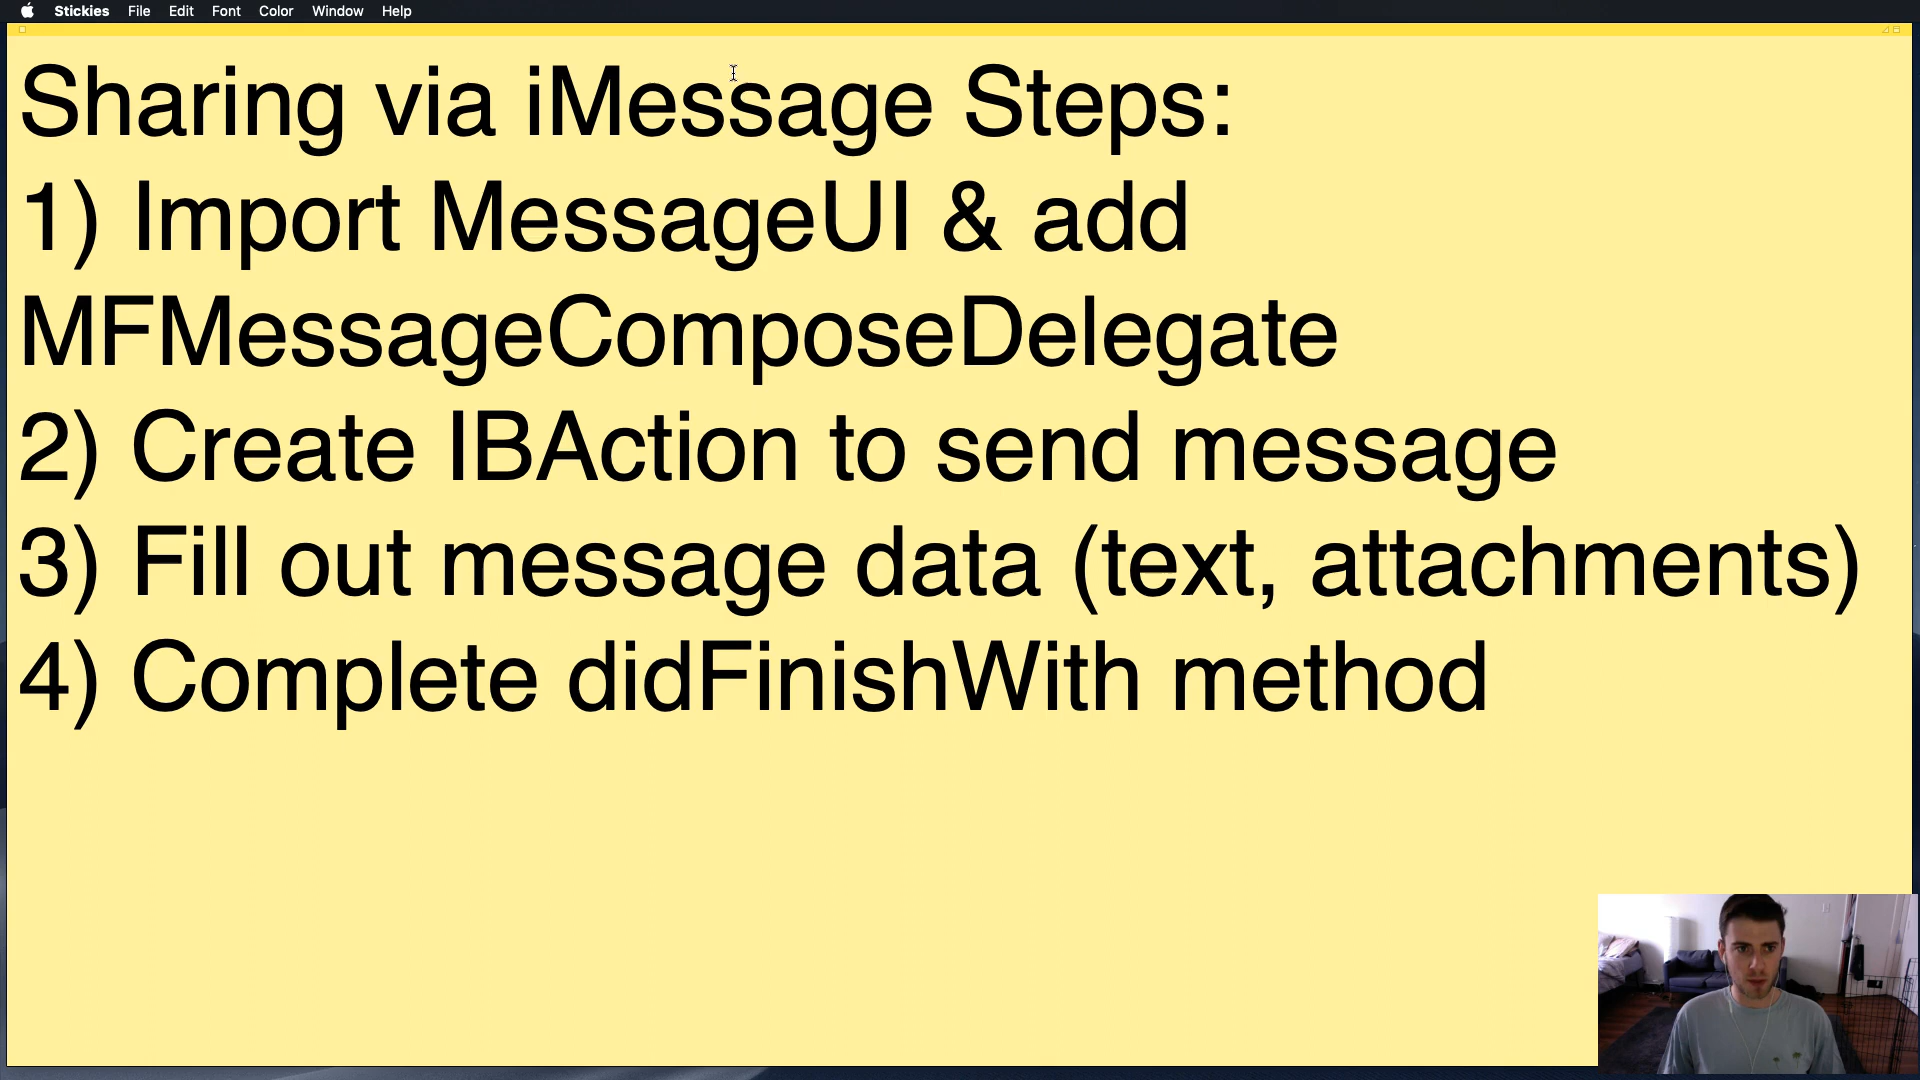 Stickies File Edit Font Color Window Help
Sharing via iMessage Steps:
1) Import MessageUI & add
MFMessageComposeDelegate
2) Create IBAction to send message
3) Fill out message data (text, attachments)
4) Complete didFinishWith method